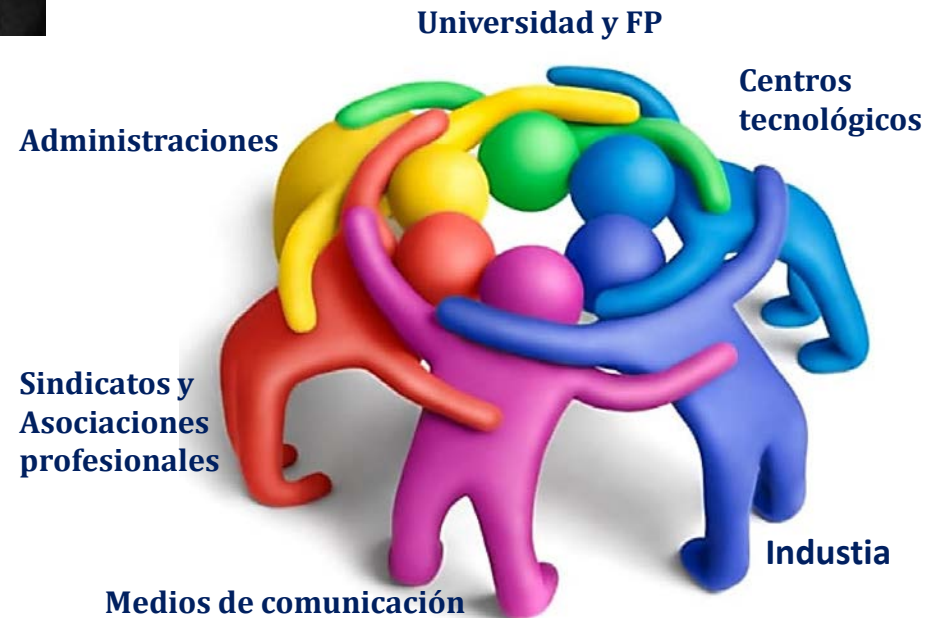 Universidad y FP
Centros
tecnológicos
Administraciones
Sindicatos y
Asociaciones
profesionales
Industia
Medios de comunicación